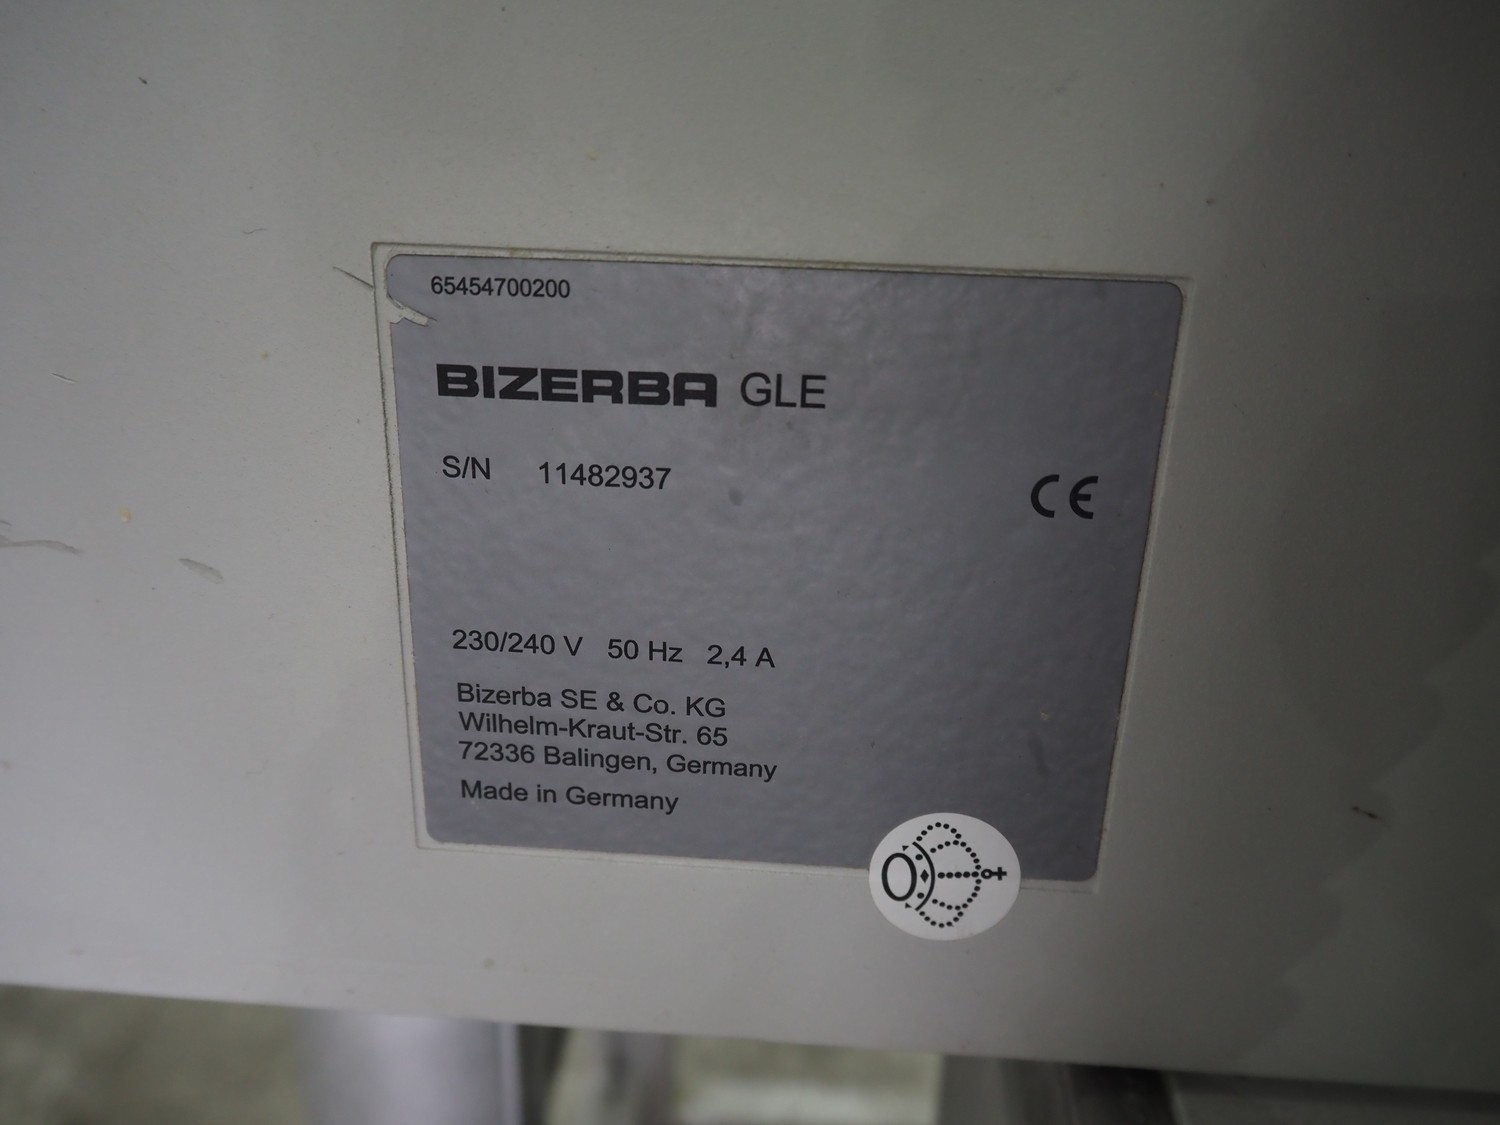 65454700200
BIZERBA GLE
S/N 11482937
CE
230/240 V 50 Hz 2,4 A
Bizerba SE & Co. KG
Wilhelm-Kraut-Str. 65
72336 Balingen, Germany
Made in Germany